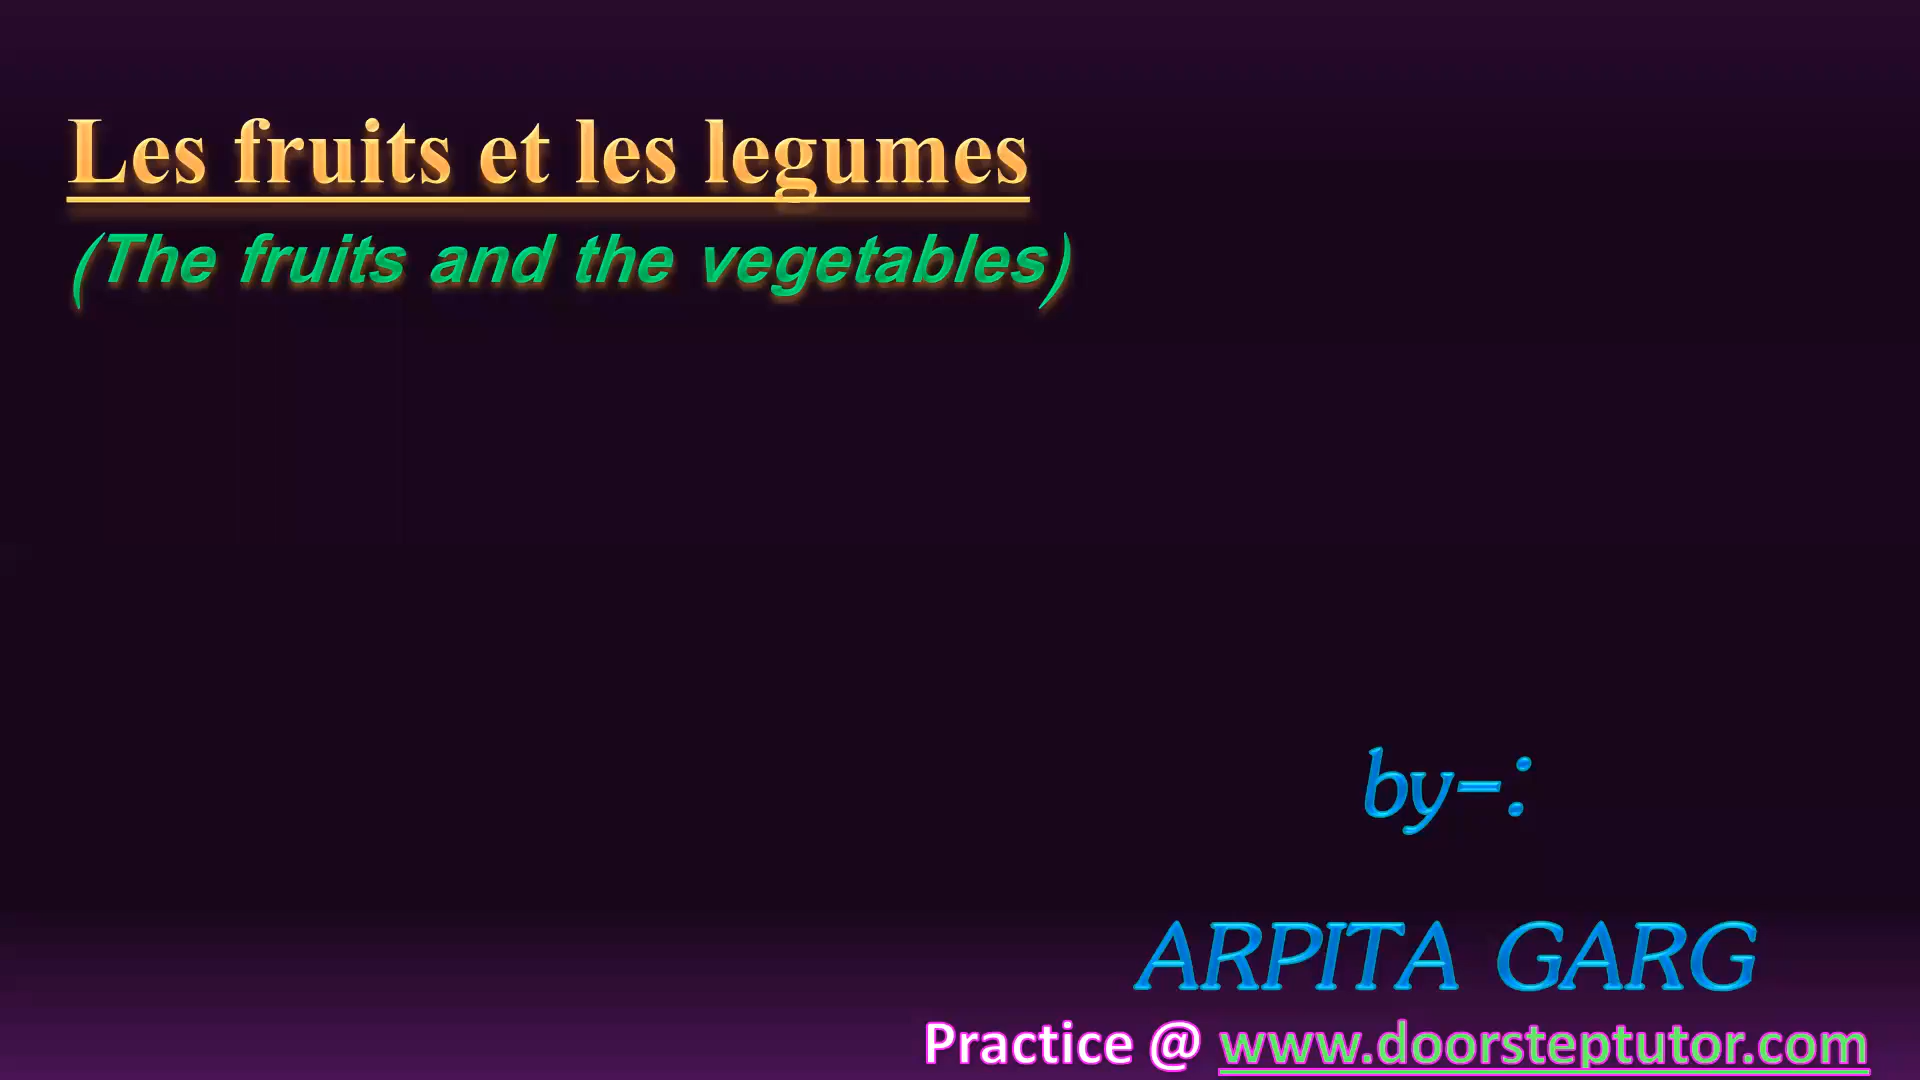 Les fruits et les legumes
(The fruits and the vegetables)
by-:
ARPITA GARG
Practice @ www.doorsteptutor.com